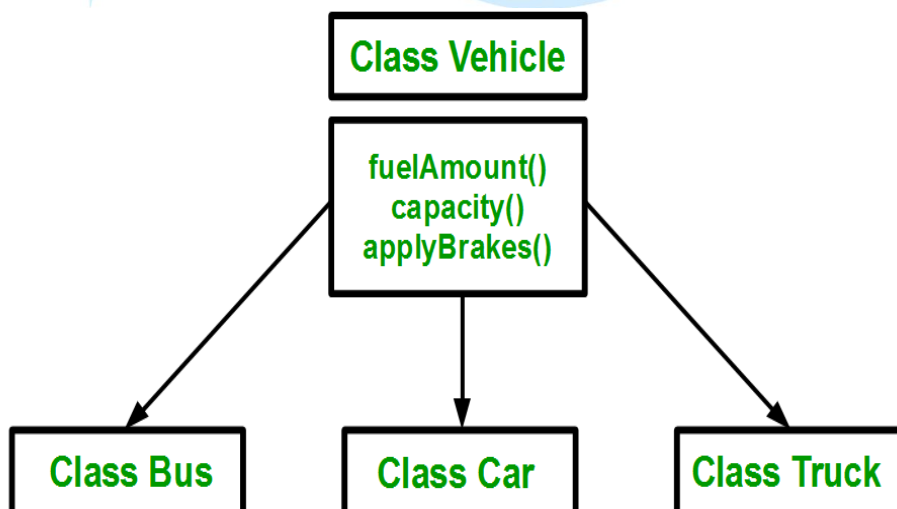 Class Vehicle
fuelAmount()
capacity()
applyBrakes()
Class Bus
Class Car
Class Truck